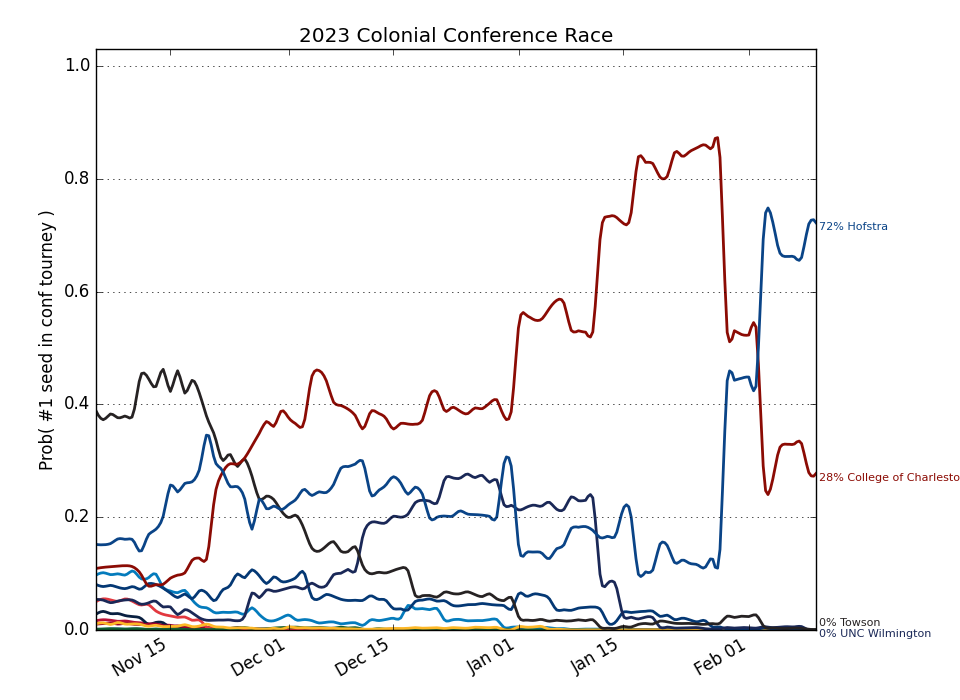 2023 Colonial Conference Race
Prob( #1 seed in conf tourney )
1.0
0.8
0.6
0.4
0.2
0.0
72% Hofstra
28% College of Charlesto
0% Towson
0% UNC Wilmington
Nov 15
Dec 01
Dec 15
Jan 01
Jan 15
Feb 01